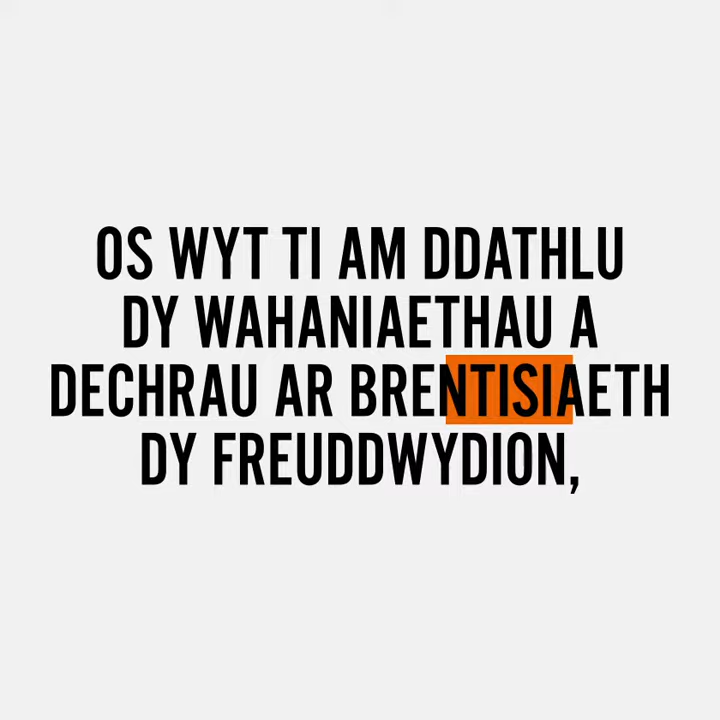 OS WYT TI AM DDATHLU
DY WAHANIAETHAU A
DECHRAU AR BRENTISIAETH
DY FREUDDWYDION,